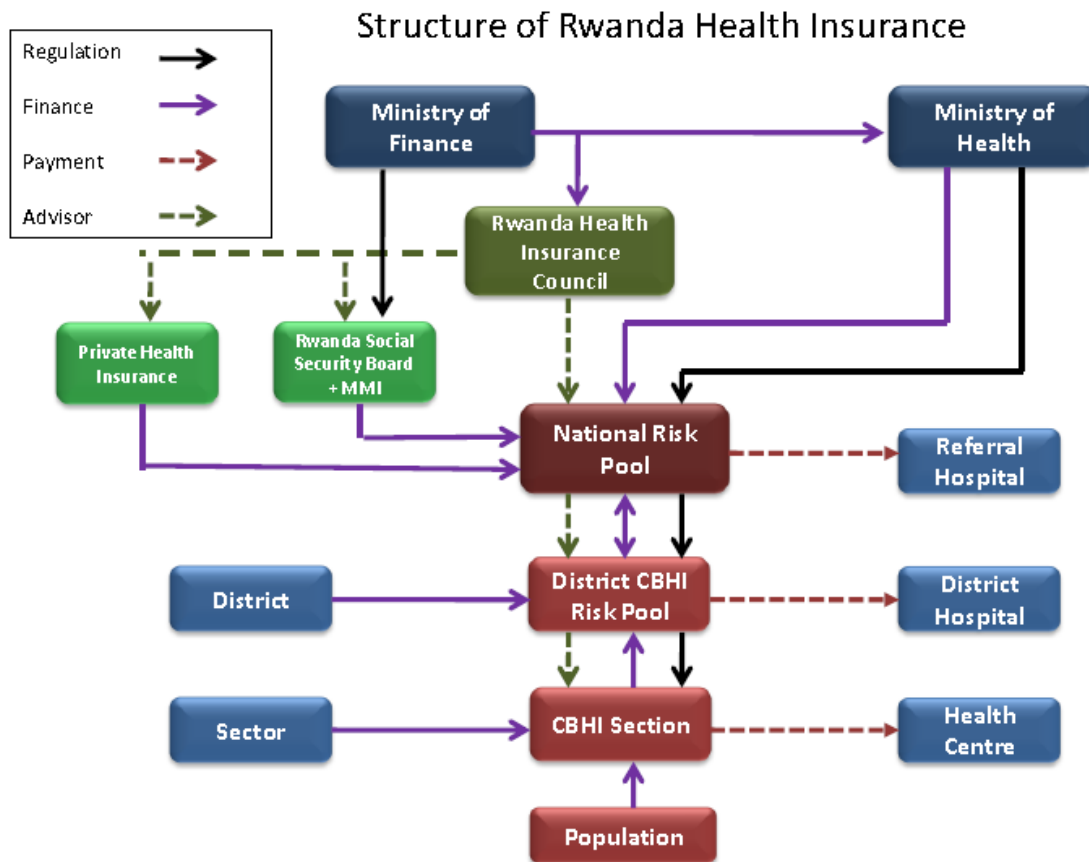 Structure of Rwanda Health Insurance
Regulation
Finance
Payment
Advisor
Ministry of
Finance
Ministry of
Health
Rwanda Health
Insurance
Council
Private Health
Insurance
Rwanda Social
Security Board
+ MMI
National Risk
Pool
Referral
Hospital
District
District CBHI
Risk Pool
District
Hospital
Sector
CBHI Section
Health
Centre
Population